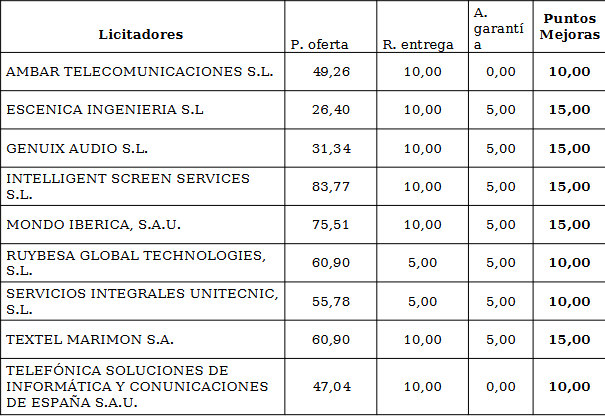 Licitadores P. oferta R. entrega A. garantí a Puntos Mejoras
AMBAR TELECOMUNICACIONES S.L. 49,26 10,00 0,00 10,00
ESCENICA INGENIERIA S.L 26,40 10,00 5,00 15,00
GENUIX AUDIO S.L. 31,34 10,00 5,00 15,00
INTELLIGENT SCREEN SERVICES
S.L. 83,77 10,00 5,00 15,00
MONDO IBERICA, S.A.U. 75,51 10,00 5,00 15,00
RUYBESA GLOBAL TECHNOLOGIES,
S.L. 60,90 5,00 5,00 10,00
SERVICIOS INTEGRALES UNITECNIC,
S.L. 55,78 5,00 5,00 10,00
TEXTEL MARIMON S.A. 60,90 10,00 5,00 15,00
TELEFÓNICA SOLUCIONES DE
INFORMÁTICA Y CONUNICACIONES
DE ESPAÑA S.A.U. 47,04 10,00 0,00 10,00